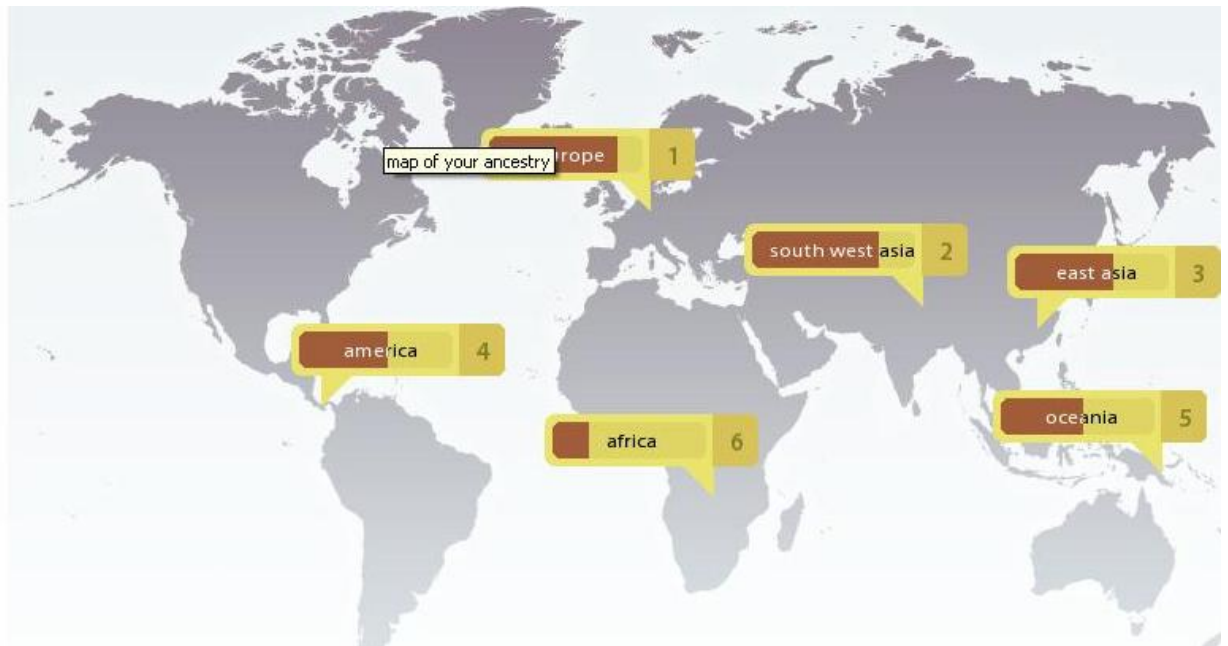 rope 1
map of your ancestry
south west asia 2
east asia 3
america 4
oceania 5
africa 6